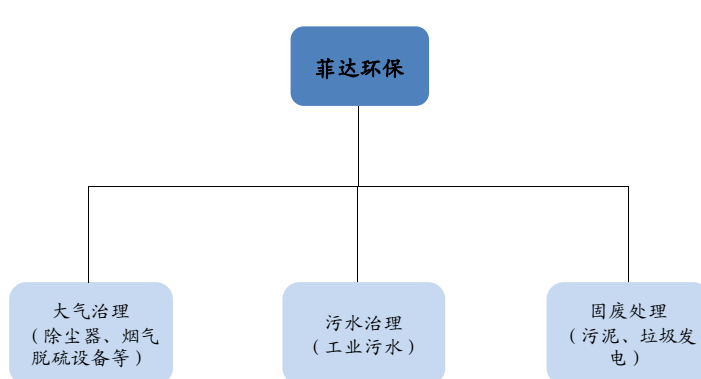 菲达环保
大气治理
（除尘器、烟气
脱硫设备等）
污水治理
（工业污水）
固废处理
（污泥、垃圾发
电）